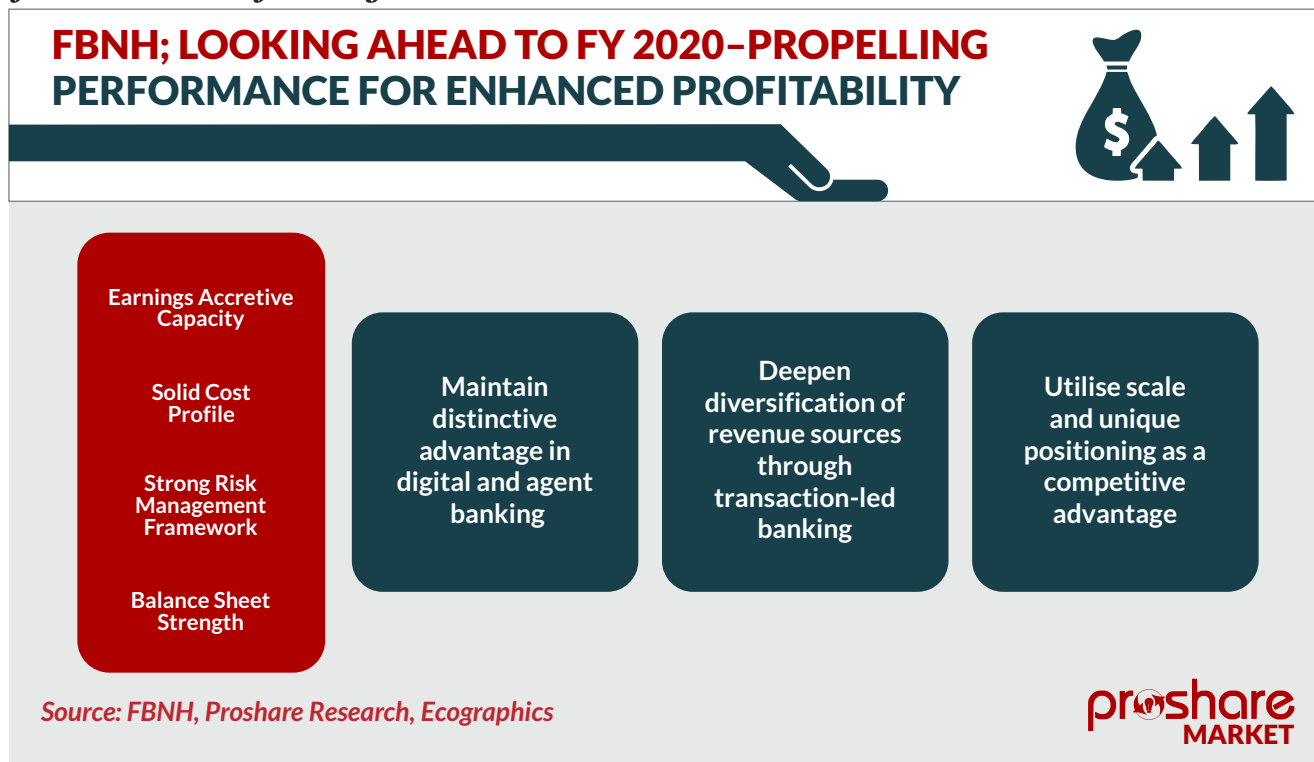 FBNH; LOOKING AHEAD TO FY 2020–PROPELLING
PERFORMANCE FOR ENHANCED PROFITABILITY
$
Earnings Accretive
Capacity
Solid Cost
Profile
Strong Risk
Management
Framework
Balance Sheet
Strength
Maintain
distinctive
advantage in
digital and agent
banking
Deepen
diversification of
revenue sources
through
transaction-led
banking
Utilise scale
and unique
positioning as a
competitive
advantage
Source: FBNH, Proshare Research, Ecographics
proshare
MARKET